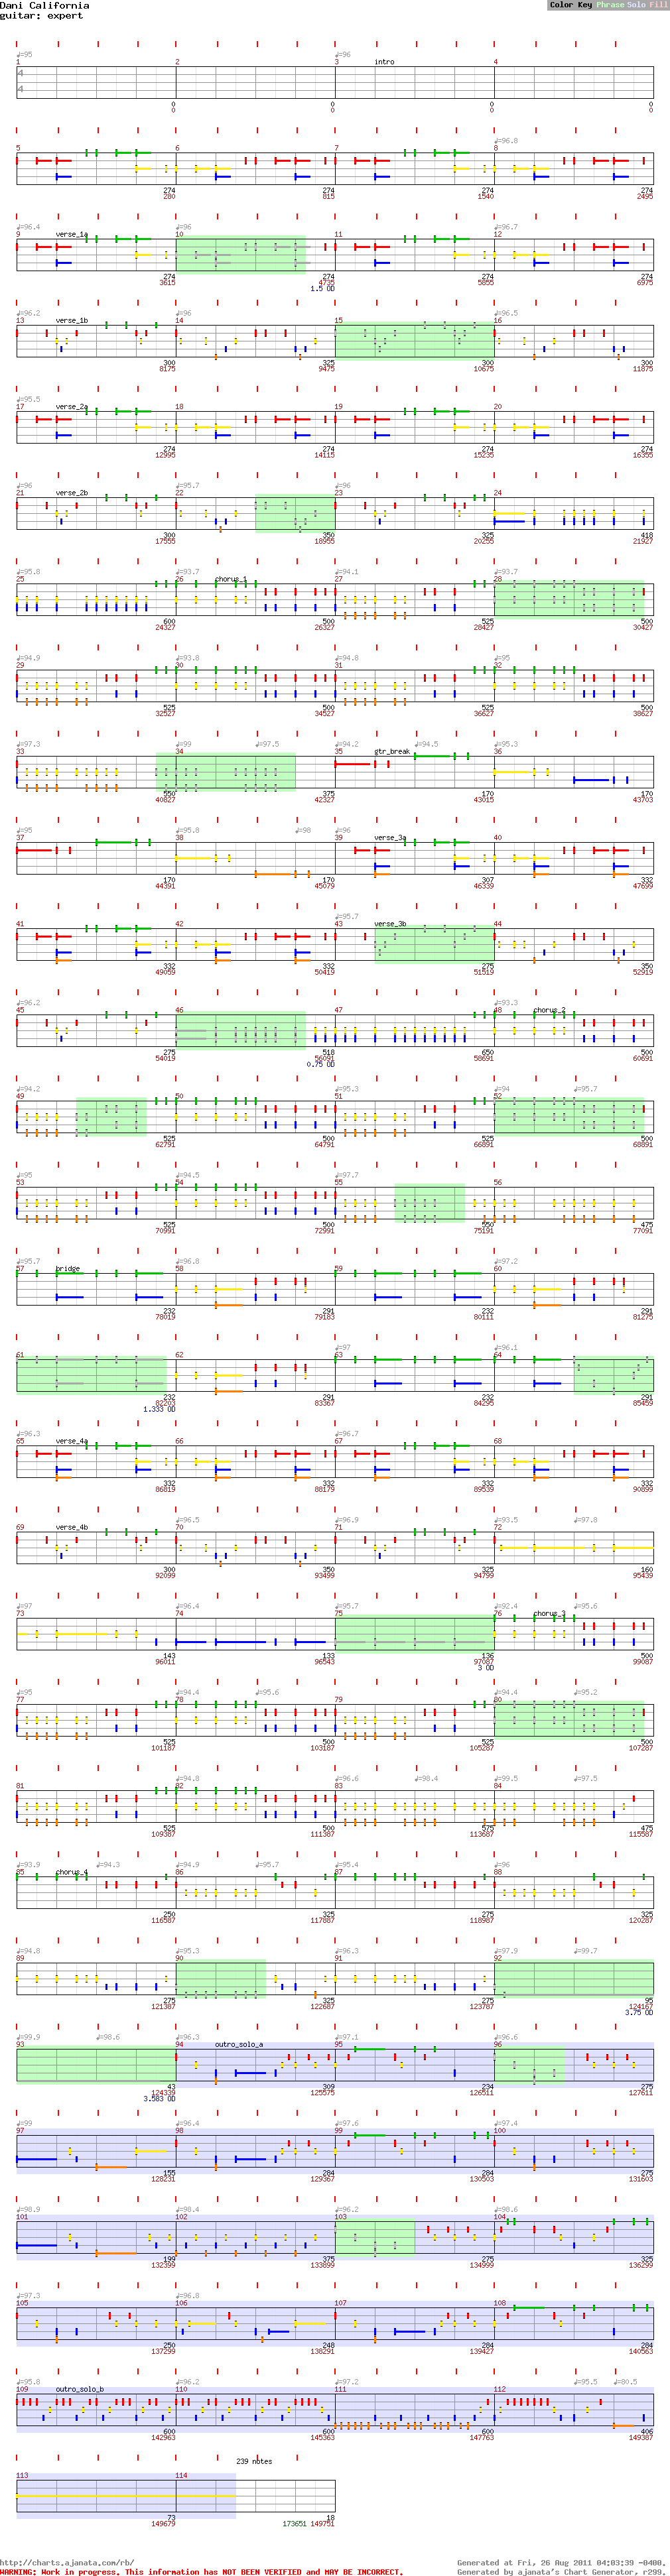 Dani California
guitar: expert
Color Key Phrase Solo Fill
♩=95 ♩=96
1 2 3 intro 4
4
4
0 0 0 0
0 0 0 0
♩=96.8
5 6 7 8
274 274 274 274
280 815 1540 2495
♩=96.4 ♩=96 ♩=96.7
9 verse_1a 10 11 12
274 274 274 274
3615 4735 5855 6975
1.5 OD
♩=96.2 ♩=96 ♩=96.5
13 verse_1b 14 15 16
300 325 300 300
8175 9475 10675 11875
♩=95.5
17 verse_2a 18 19 20
274 274 274 274
12995 14115 15235 16355
♩=96 ♩=95.7 ♩=96
21 verse_2b 22 23 24
300 350 325 418
17555 18955 20255 21927
♩=95.8 ♩=93.7 ♩=94.1 ♩=93.7
25 26 chorus_1 27 28
600 500 525 500
24327 26327 28427 30427
♩=94.9 ♩=93.8 ♩=94.8 ♩=95
29 30 31 32
525 500 525 500
32527 34527 36627 38627
♩=97.3 ♩=99 ♩=97.5 ♩=94.2 ♩=94.5 ♩=95.3
33 34 35 gtr_break 36
550 375 170 170
40827 42327 43015 43703
♩=95 ♩=95.8 ♩=98 ♩=96
37 38 39 verse_3a 40
170 170 307 332
44391 45079 46339 47699
♩=95.7
41 42 43 verse_3b 44
332 332 275 350
49059 50419 51519 52919
♩=96.2 ♩=93.3
45 46 47 48 chorus_2
275 518 650 500
54019 56091 58691 60691
0.75 OD
♩=94.2 ♩=95.3 ♩=94 ♩=95.7
49 50 51 52
525 500 525 500
62791 64791 66891 68891
♩=95 ♩=94.5 ♩=97.7
53 54 55 56
525 500 550 475
70991 72991 75191 77091
♩=95.7 ♩=96.8 ♩=97.2
57 bridge 58 59 60
232 291 232 291
78019 79183 80111 81275
♩=97 ♩=96.1
61 62 63 64
232 291 232 291
82203 83367 84295 85459
1.333 OD
♩=96.3 ♩=96.7
65 verse_4a 66 67 68
332 332 332 332
86819 88179 89539 90899
♩=96.5 ♩=96.9 ♩=93.5 ♩=97.8
69 verse_4b 70 71 72
300 350 325 160
92099 93499 94799 95439
♩=97 ♩=96.4 ♩=95.7 ♩=92.4 ♩=95.6
73 74 75 76 chorus_3
143 133 136 500
96011 96543 97087 99087
3 OD
♩=95 ♩=94.4 ♩=95.6 ♩=94.4 ♩=95.2
77 78 79 80
525 500 525 500
101187 103187 105287 107287
♩=94.8 ♩=96.6 ♩=98.4 ♩=99.5 ♩=97.5
81 82 83 84
525 500 575 475
109387 111387 113687 115587
♩=93.9 ♩=94.3 ♩=94.9 ♩=95.7 ♩=95.4 ♩=96
85 chorus_4 86 87 88
250 325 275 325
116587 117887 118987 120287
♩=94.8 ♩=95.3 ♩=96.3 ♩=97.9 ♩=99.7
89 90 91 92
275 325 275 95
121387 122687 123787 124167
3.75 OD
♩=99.9 ♩=98.6 ♩=96.3 ♩=97.1 ♩=96.6
93 94 outro_solo_a 95 96
43 309 234 275
124339 125575 126511 127611
3.583 OD
♩=99 ♩=96.4 ♩=97.6 ♩=97.4
97 98 99 100
155 284 284 275
128231 129367 130503 131603
♩=98.9 ♩=98.4 ♩=96.2 ♩=98.6
101 102 103 104
199 375 275 325
132399 133899 134999 136299
♩=97.3 ♩=96.8
105 106 107 108
250 248 284 284
137299 138291 139427 140563
♩=95.8 ♩=96.2 ♩=97.2 ♩=95.5 ♩=80.5
109 outro_solo_b 110 111 112
600 600 600 406
142963 145363 147763 149387
239 notes
113 114
73 18
149679 173651 149751
http://charts.ajanata.com/rb/ Generated at Fri, 26 Aug 2011 04:03:39 -0400.
WARNING: Work in progress. This information has NOT BEEN VERIFIED and MAY BE INCORRECT. Generated by ajanata's Chart Generator, r299.